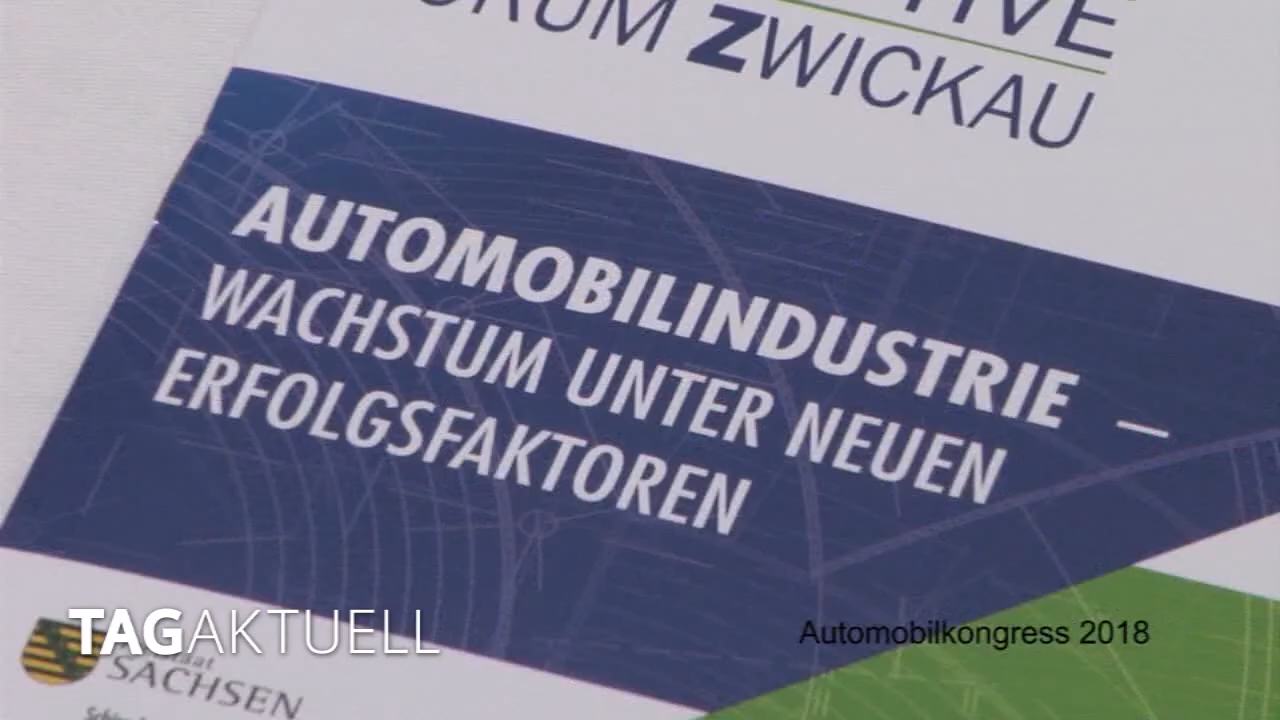 ZWICKAU
AUTOMOBILINDUSTRIE –
WACHSTUM UNTER NEUEN
ERFOLGSFAKTOREN
TAGAKTUELL
Automobilkongress 2018
SACHSEN